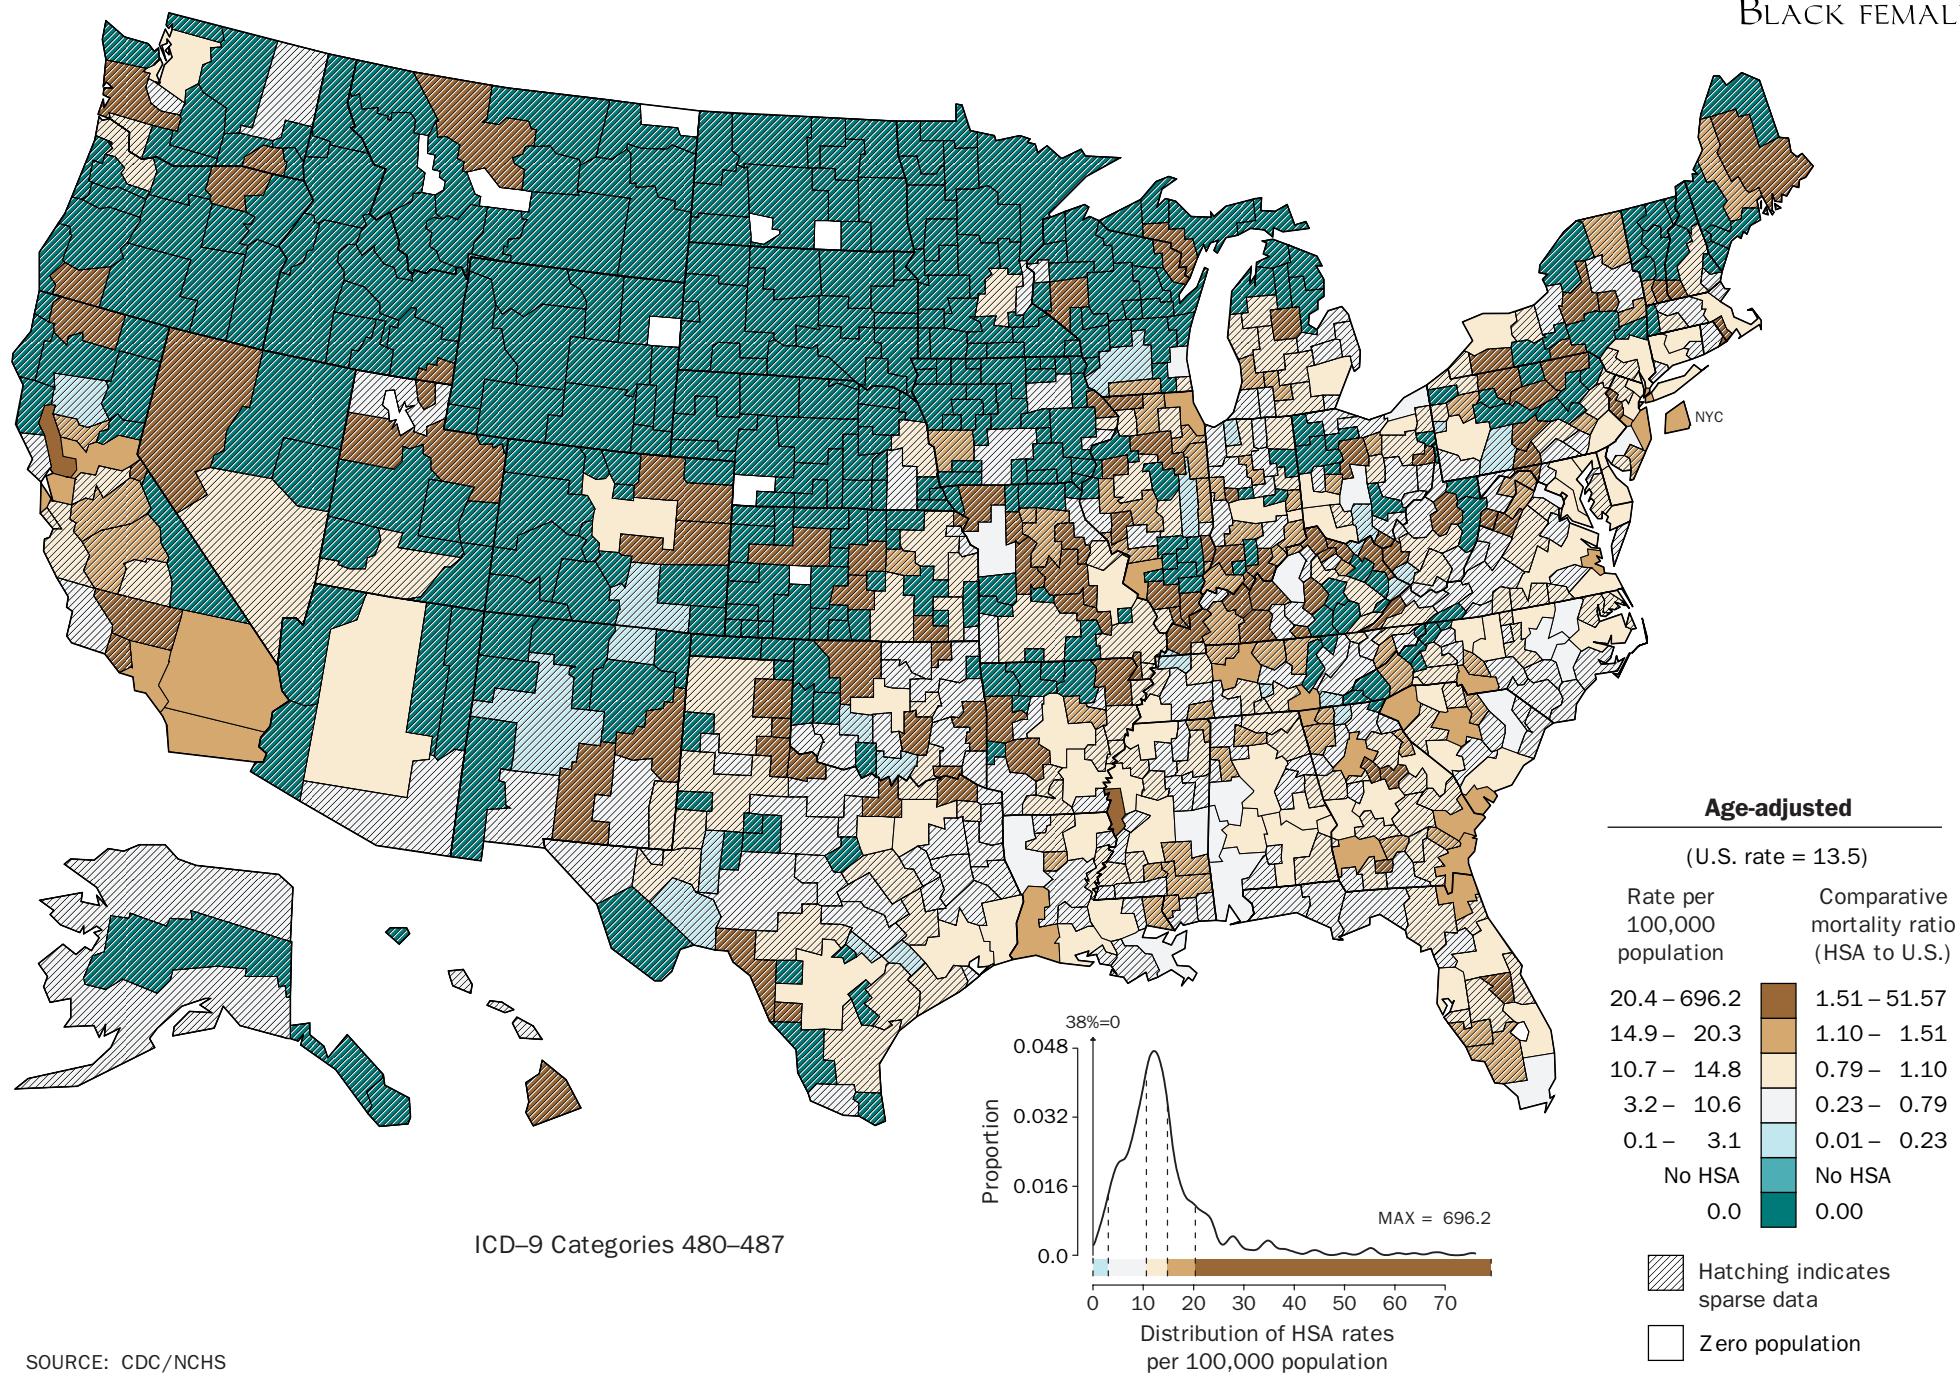 BLACK FEMAL
NYC
Age-adjusted
(U.S. rate = 13.5)
Rate per
100,000
population
Comparative
mortality ratio
(HSA to U.S.)
20.4 – 696.2 1.51 – 51.57
14.9 – 20.3 1.10 – 1.51
10.7 – 14.8 0.79 – 1.10
3.2 – 10.6 0.23 – 0.79
0.1 – 3.1 0.01 – 0.23
No HSA No HSA
0.0 0.00
Hatching indicates
sparse data
Zero population
38%=0
0.048
0.032
0.016
0.0
Proportion
MAX = 696.2
0 10 20 30 40 50 60 70
Distribution of HSA rates
per 100,000 population
ICD–9 Categories 480–487
SOURCE: CDC/NCHS